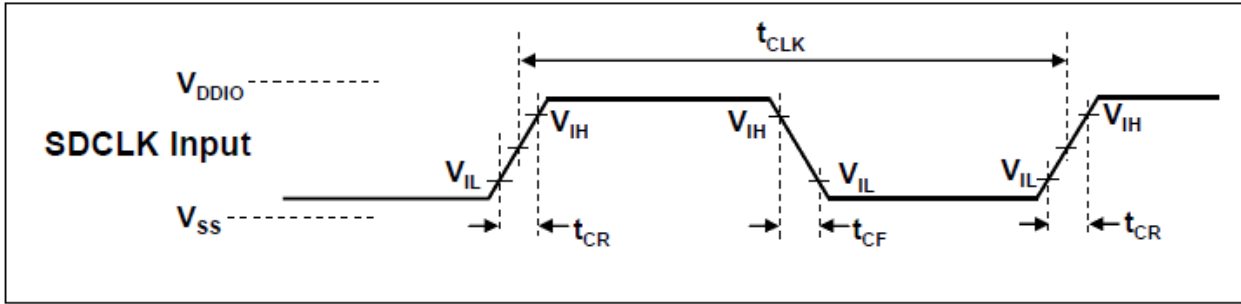 tCLK
VDDIO
VIH VIH VIH
SDCLK Input
VIL VIL VIL
VSS
tCR tCF tCR